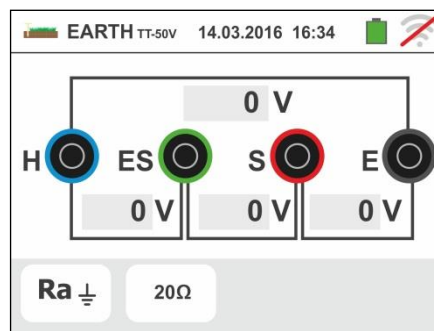 EARTH TT-50V 14.03.2016 16:34
0 V
H ES S E
0 V 0 V 0 V
Ra 20Ω